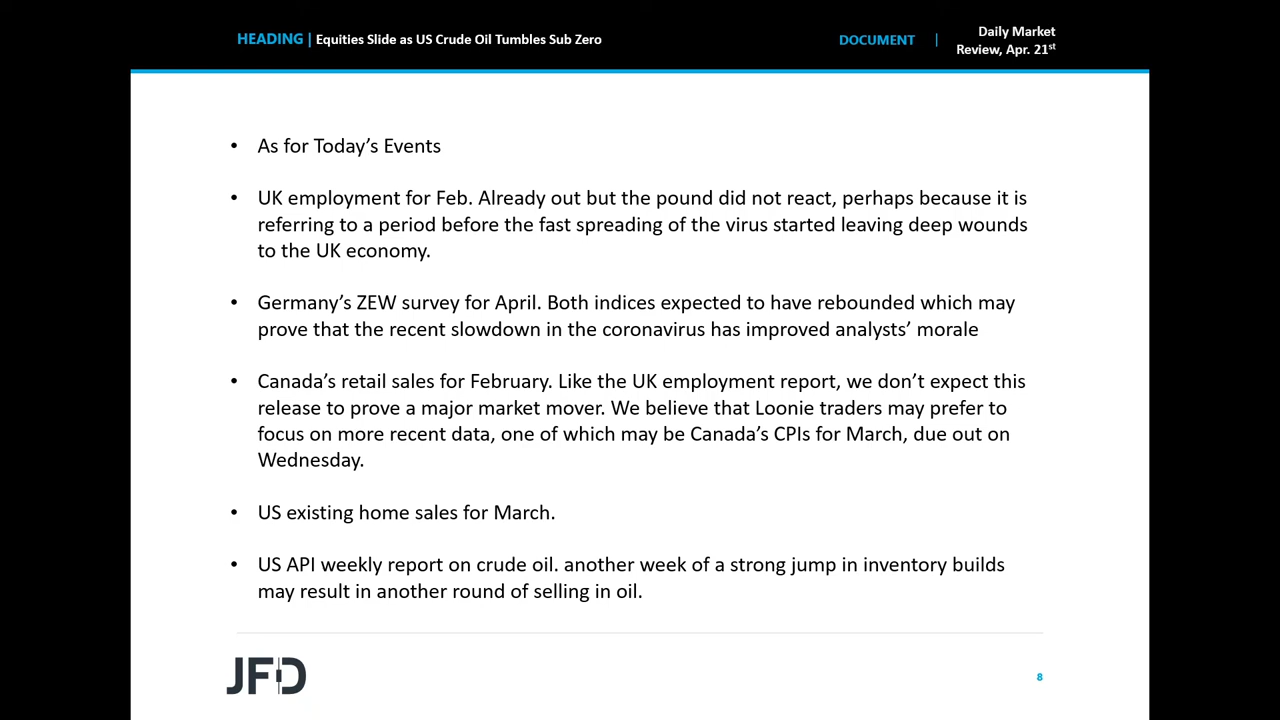 HEADING | Equities Slide as US Crude Oil Tumbles Sub Zero
DOCUMENT | Daily Market
Review, Apr. 21st
• As for Today’s Events
• UK employment for Feb. Already out but the pound did not react, perhaps because it is
referring to a period before the fast spreading of the virus started leaving deep wounds
to the UK economy.
• Germany’s ZEW survey for April. Both indices expected to have rebounded which may
prove that the recent slowdown in the coronavirus has improved analysts’ morale
• Canada’s retail sales for February. Like the UK employment report, we don’t expect this
release to prove a major market mover. We believe that Loonie traders may prefer to
focus on more recent data, one of which may be Canada’s CPIs for March, due out on
Wednesday.
• US existing home sales for March.
• US API weekly report on crude oil. another week of a strong jump in inventory builds
may result in another round of selling in oil.
JFD
8